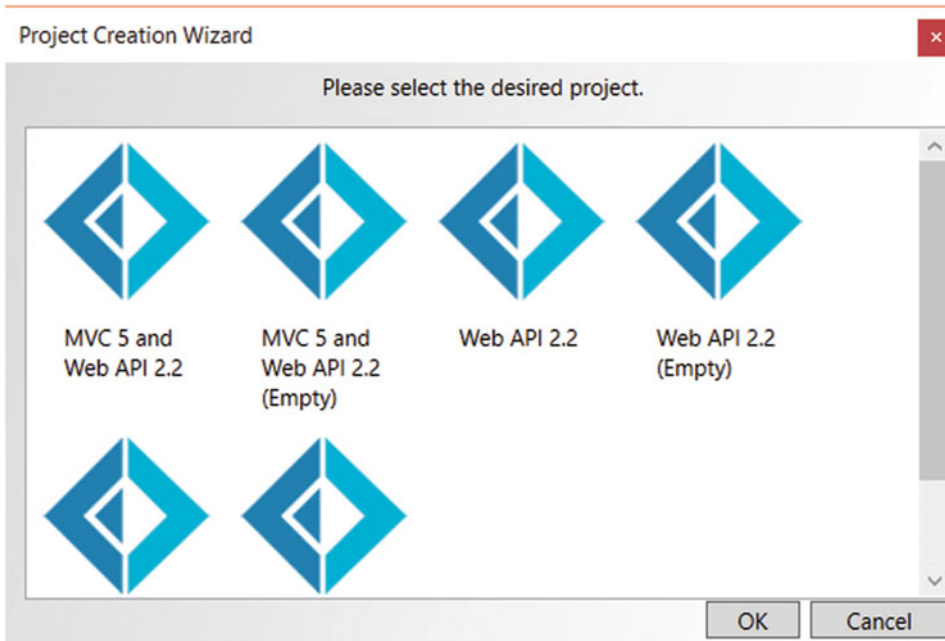 Project Creation Wizard
Please select the desired project.
MVC 5 and
Web API 2.2
MVC 5 and
Web API 2.2
(Empty)
Web API 2.2
Web API 2.2
(Empty)
OK
Cancel